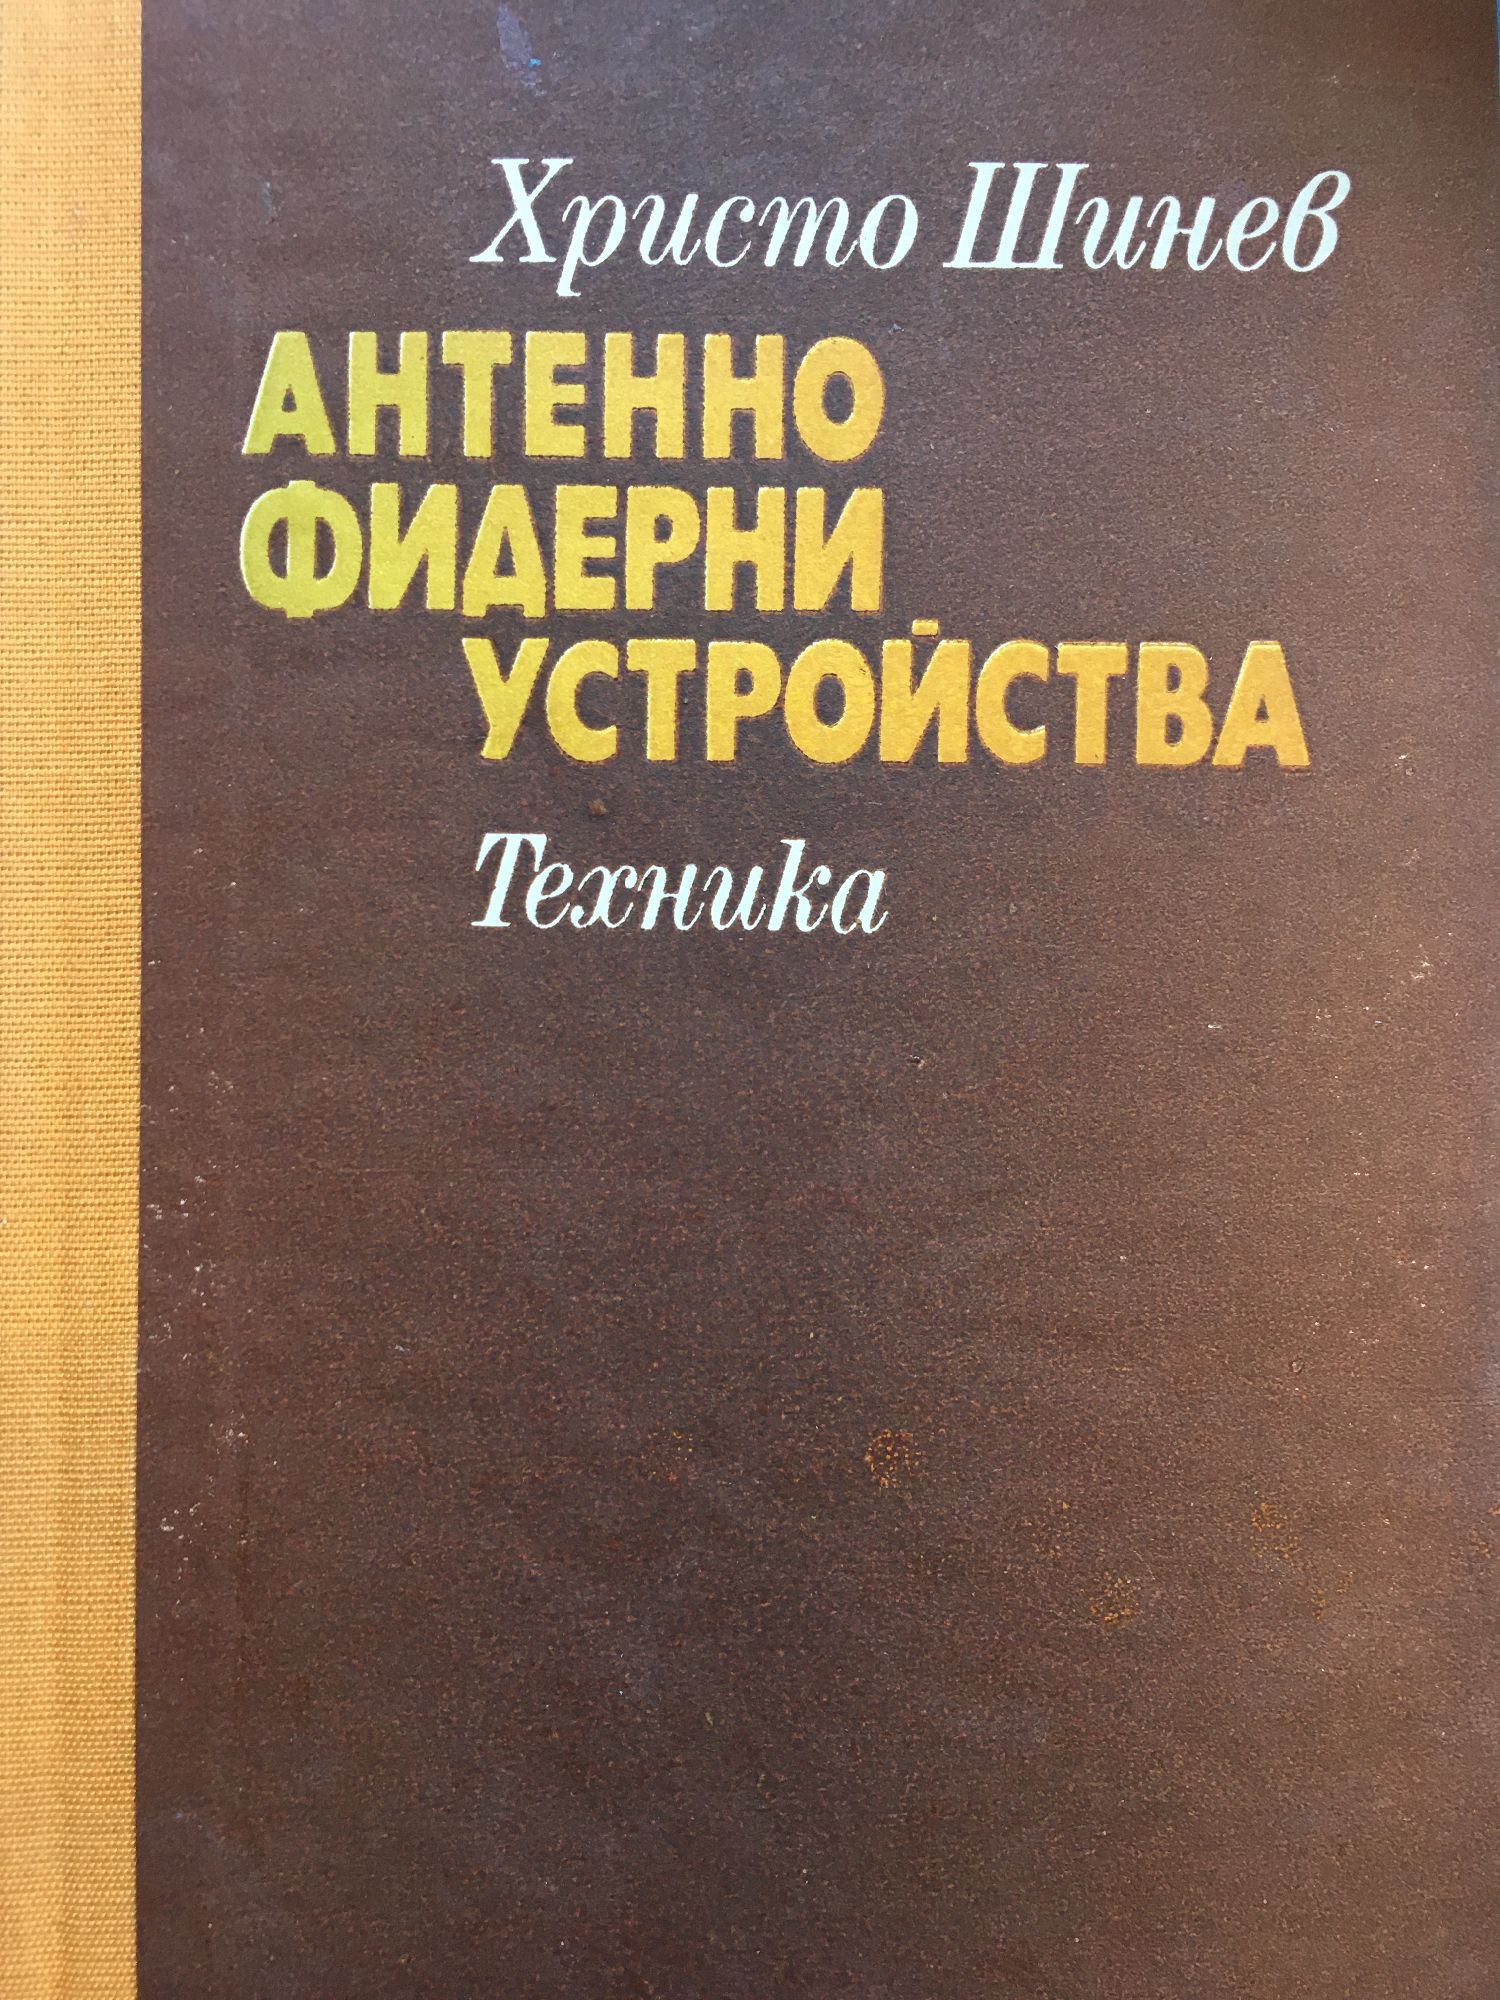 Христо Шинев
АНТЕННО
ФИДЕРНИ
УСТРОЙСТВА
Техника